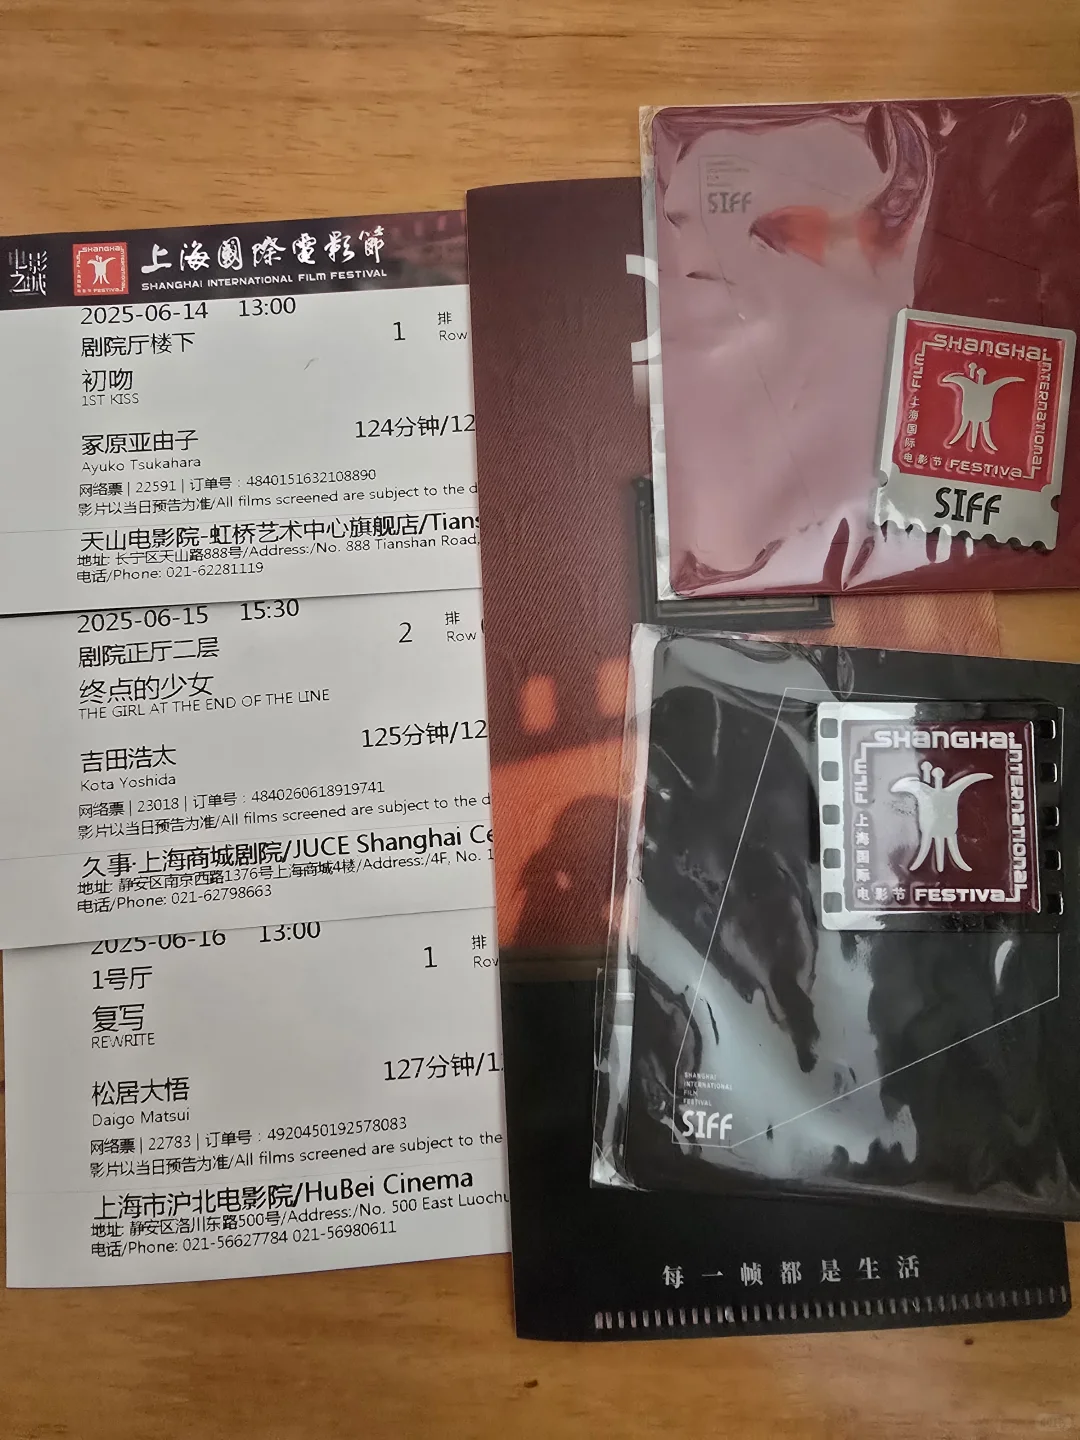 电影之城
SHANGHAI
FILM
FESTIVAL
上海國際電影節
SHANGHAI INTERNATIONAL FILM FESTIVAL
2025-06-14 13:00
剧院厅楼下
1
排
Row
初吻
1ST KISS
124分钟/12
冢原亚由子
Ayuko Tsukahara
网络票 | 22591 | 订单号：4840151632108890
影片以当日预告为准/All films screened are subject to the d
天山电影院-虹桥艺术中心旗舰店/Tians
地址: 长宁区天山路888号/Address:/No. 888 Tianshan Road,
电话/Phone: 021-62281119
2025-06-15 15:30
剧院正厅二层
2
排
Row
终点的少女
THE GIRL AT THE END OF THE LINE
125分钟/12
吉田浩太
Kota Yoshida
网络票 | 23018 | 订单号：4840260618919741
影片以当日预告为准/All films screened are subject to the d
久事·上海商城剧院/JUCE Shanghai Ce
地址: 静安区南京西路1376号上海商城4楼/Address:/4F, No. 1
电话/Phone: 021-62798663
2025-06-16 13:00
1号厅
1
排
Row
复写
REWRITE
127分钟/1
松居大悟
Daigo Matsui
网络票 | 22783 | 订单号：4920450192578083
影片以当日预告为准/All films screened are subject to the
上海市沪北电影院/HuBei Cinema
地址: 静安区洛川东路500号/Address:/No. 500 East Luochu
电话/Phone: 021-56627784 021-56980611
SIFF
SHANGHAI
INTERNATIONAL
FILM
上海国际
电影节
FESTIVAL
SIFF
SHANGHAI
INTERNATIONAL
FILM
上海国际
电影节
FESTIVAL
SHANGHAI
INTERNATIONAL
FILM
FESTIVAL
SIFF
每一帧都是生活